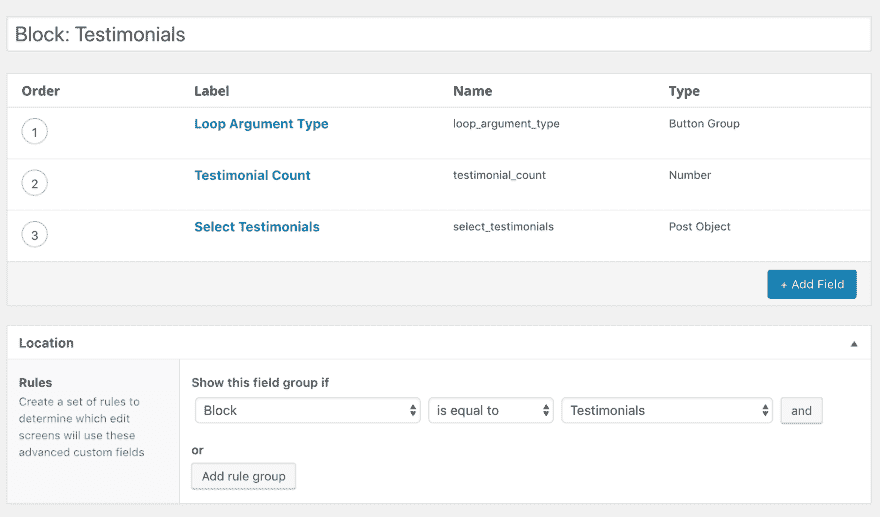 Block: Testimonials
Order Label Name Type
1 Loop Argument Type loop_argument_type Button Group
2 Testimonial Count testimonial_count Number
3 Select Testimonials select_testimonials Post Object
+ Add Field
Location
Rules
Create a set of rules to
determine which edit
screens will use these
advanced custom fields
Show this field group if
Block is equal to Testimonials and
or
Add rule group